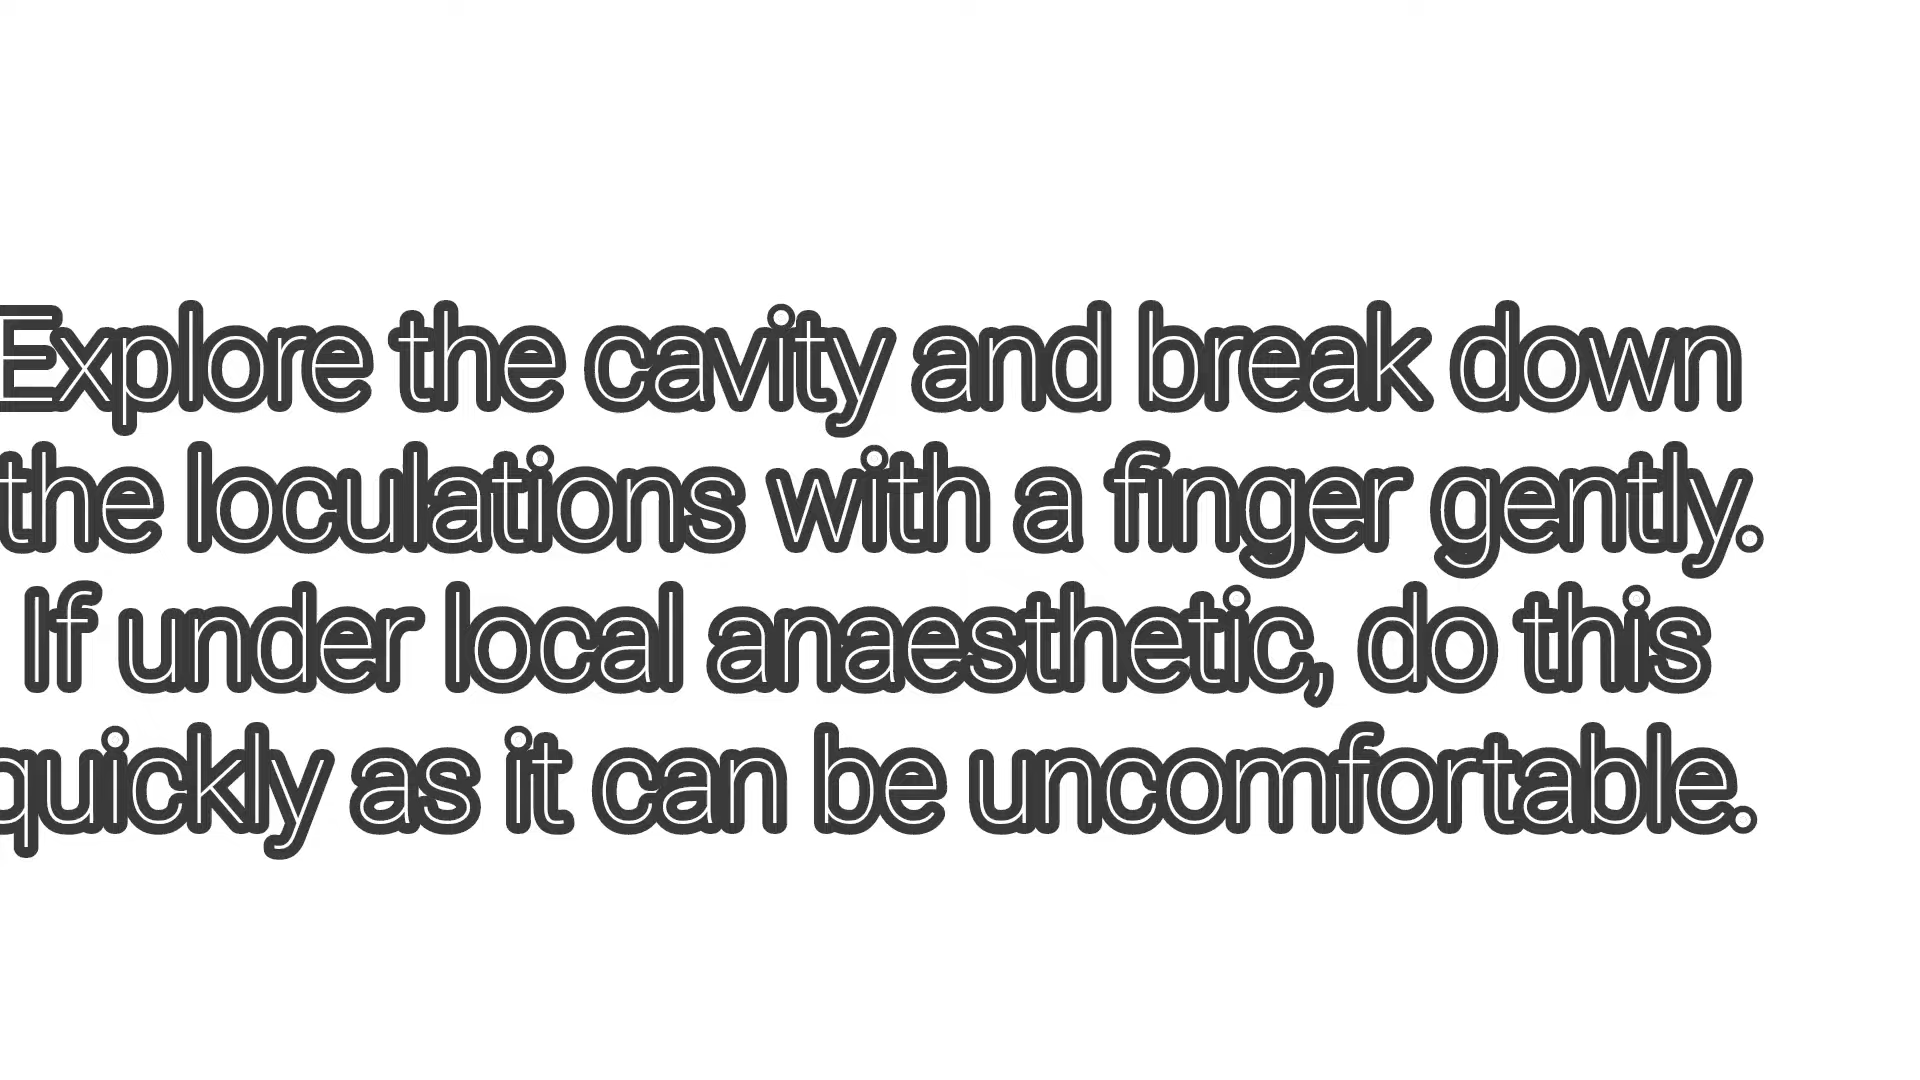 Explore the cavity and break down
the loculations with a finger gently.
If under local anaesthetic, do this
quickly as it can be uncomfortable.